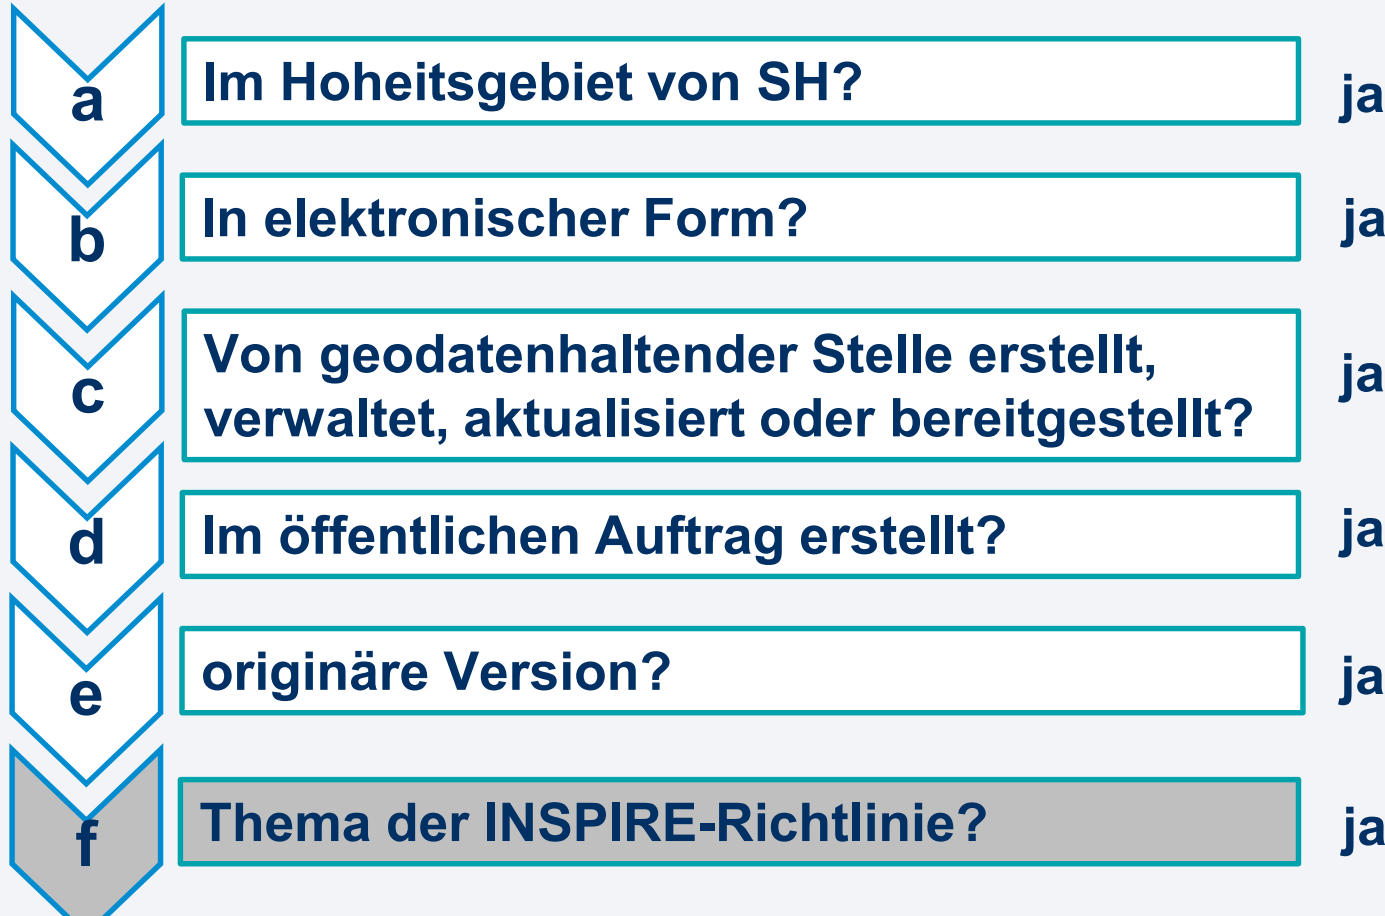 a
Im Hoheitsgebiet von SH?
ja
b
In elektronischer Form?
ja
c
Von geodatenhaltender Stelle erstellt,
verwaltet, aktualisiert oder bereitgestellt?
ja
d
Im öffentlichen Auftrag erstellt?
ja
e
originäre Version?
ja
f
Thema der INSPIRE-Richtlinie?
ja